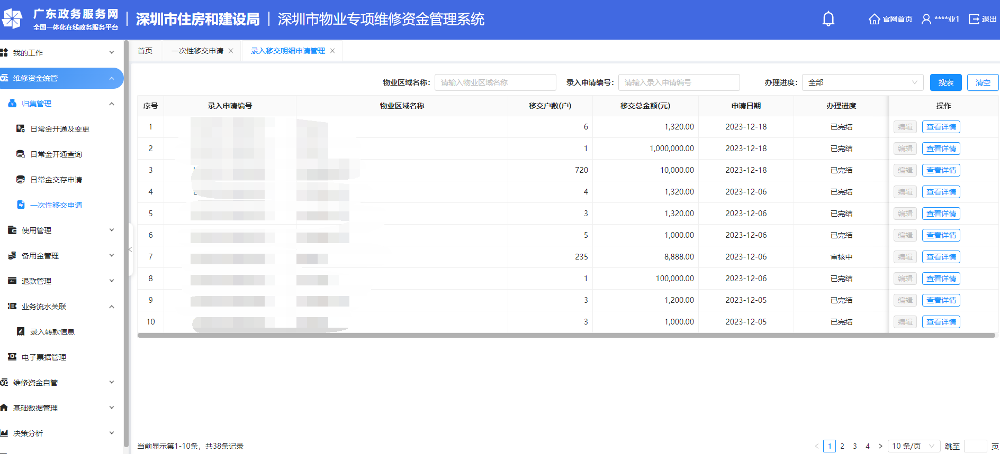 广东政务服务网
全国一体化在线政务服务平台
深圳市住房和建设局
深圳市物业专项维修资金管理系统
官网首页
****业1
退出
我的工作
维修资金统管
归集管理
日常金开通及变更
日常金开通查询
日常金交存申请
一次性移交申请
使用管理
备用金管理
退款管理
业务流水关联
录入转款信息
电子票据管理
维修资金自管
基础数据管理
决策分析
首页 一次性移交申请 × 录入移交明细申请管理 ×
物业区域名称: 请输入物业区域名称 录入申请编号: 请输入录入申请编号 办理进度: 全部 搜索 清空
序号 录入申请编号 物业区域名称 移交户数(户) 移交总金额(元) 申请日期 办理进度 操作
1 6 1,320.00 2023-12-18 已完结 编辑 查看详情
2 1 1,000,000.00 2023-12-18 已完结 编辑 查看详情
3 720 10,000.00 2023-12-18 已完结 编辑 查看详情
4 4 1,320.00 2023-12-06 已完结 编辑 查看详情
5 3 1,320.00 2023-12-06 已完结 编辑 查看详情
6 5 1,000.00 2023-12-06 已完结 编辑 查看详情
7 235 8,888.00 2023-12-06 审核中 编辑 查看详情
8 1 100,000.00 2023-12-06 已完结 编辑 查看详情
9 3 1,200.00 2023-12-05 已完结 编辑 查看详情
10 3 1,000.00 2023-12-05 已完结 编辑 查看详情
当前显示第1-10条，共38条记录
< 1 2 3 4 > 10 条/页 跳至 页